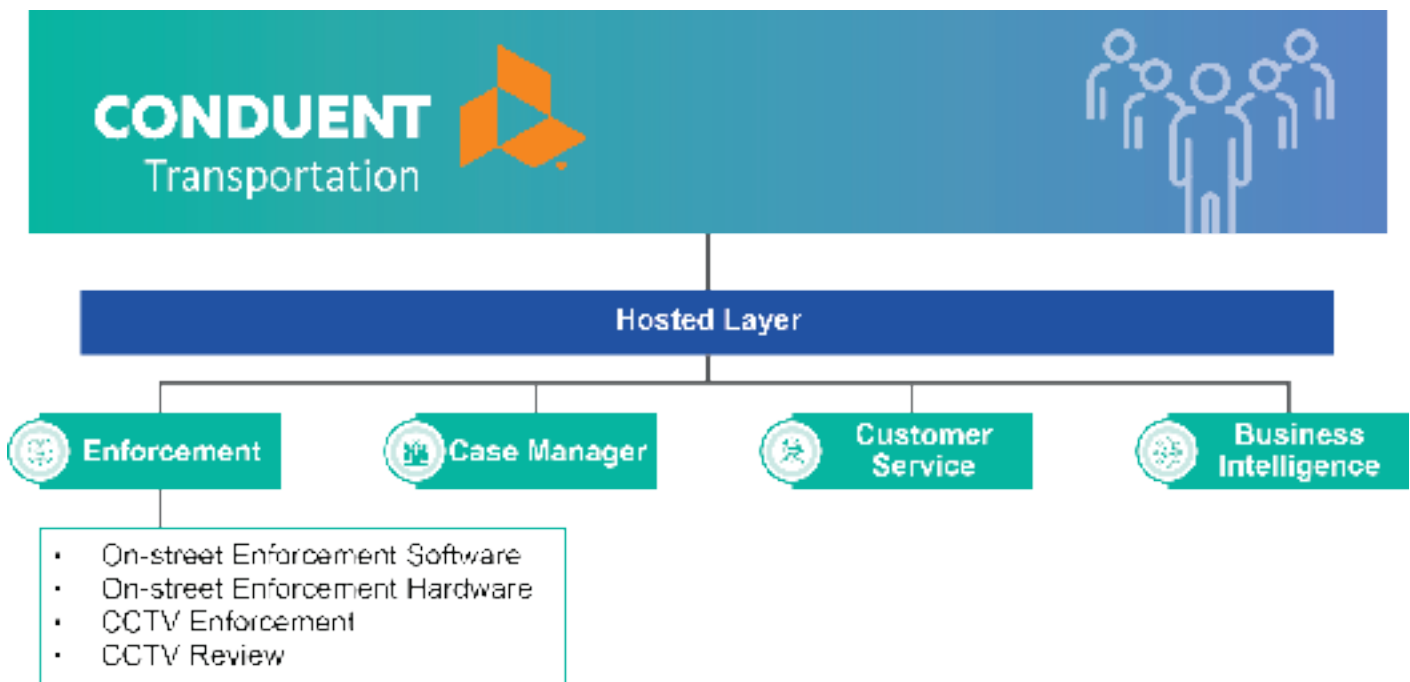 CONDUENT
Transportation
Hosted Layer
Enforcement
Case Manager
Customer
Service
Business
Intelligence
• On-street Enforcement Software
• On-street Enforcement Hardware
• CCTV Enforcement
• CCTV Review